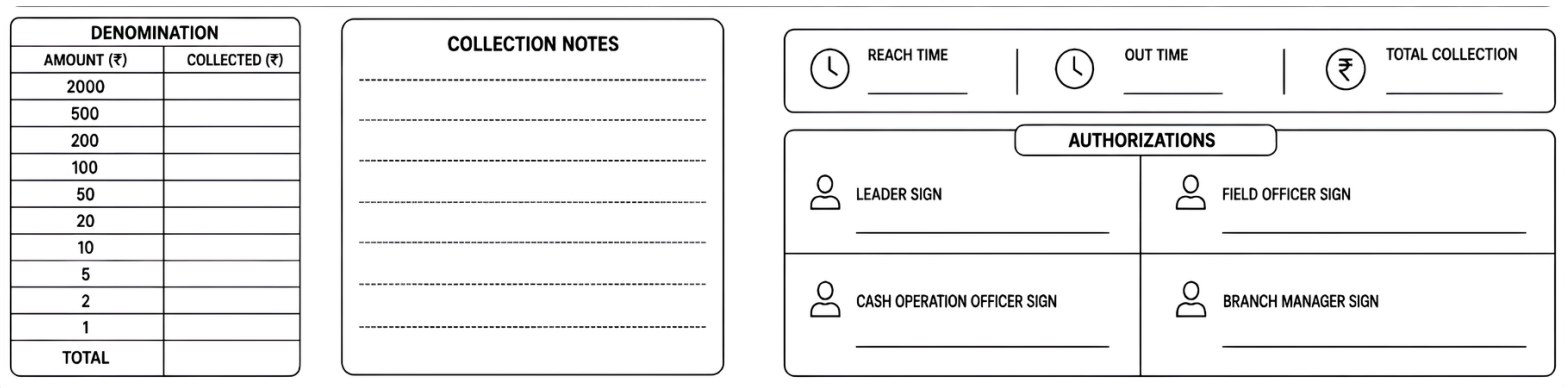 DENOMINATION
AMOUNT (₹) COLLECTED (₹)
2000
500
200
100
50
20
10
5
2
1
TOTAL
COLLECTION NOTES
REACH TIME OUT TIME TOTAL COLLECTION
₹
AUTHORIZATIONS
LEADER SIGN FIELD OFFICER SIGN
CASH OPERATION OFFICER SIGN BRANCH MANAGER SIGN